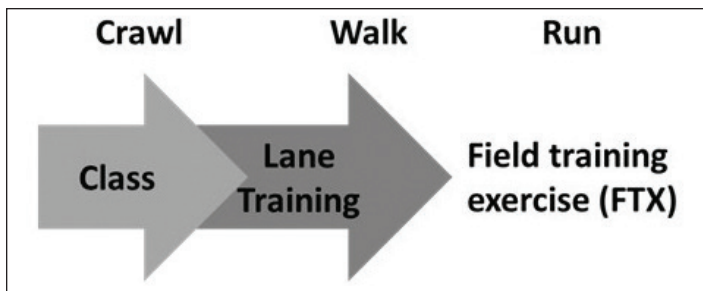 Crawl Walk Run
Class
Lane
Training
Field training
exercise (FTX)